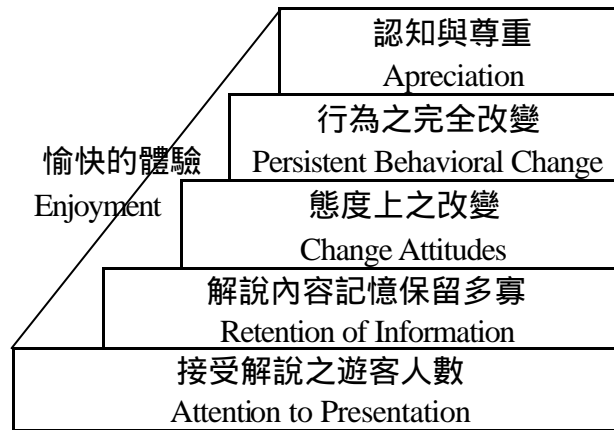 認知與尊重
Apreciation
行為之完全改變
Persistent Behavioral Change
愉快的體驗
Enjoyment
態度上之改變
Change Attitudes
解說內容記憶保留多寡
Retention of Information
接受解說之遊客人數
Attention to Presentation